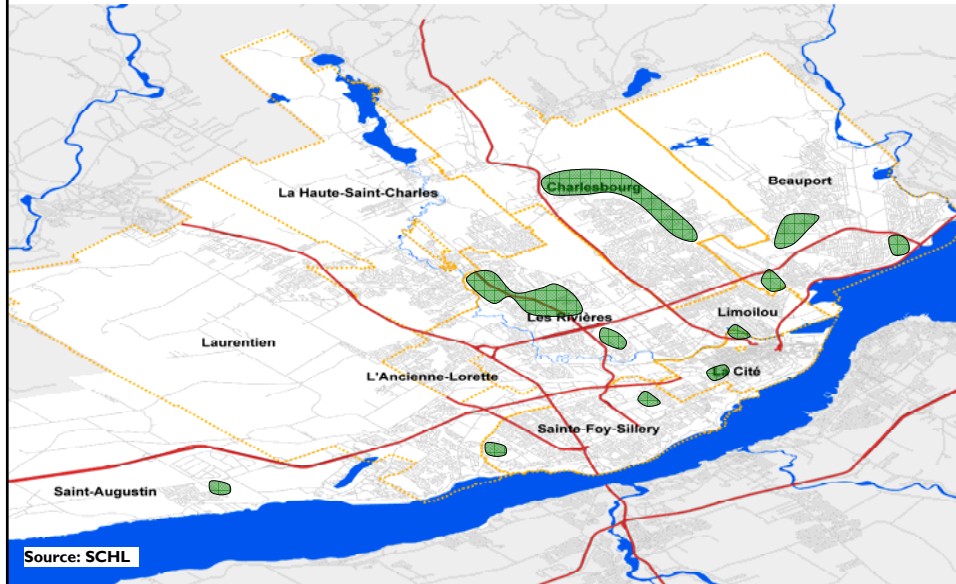 Charlesbourg
Beauport
La Haute-Saint-Charles
Limoilou
Les Rivières
Laurentien
La Cité
L'Ancienne-Lorette
Sainte-Foy-Sillery
Saint-Augustin
Source: SCHL